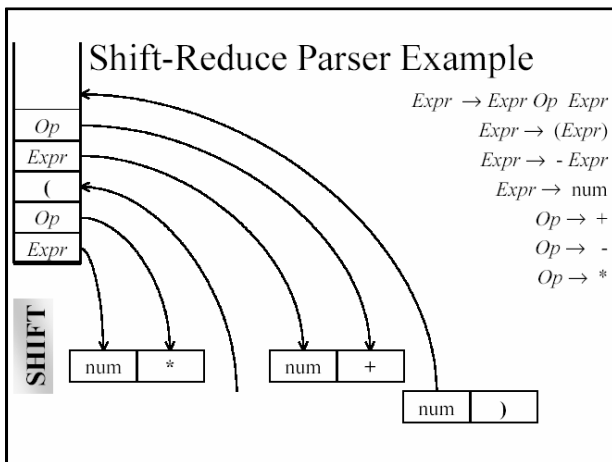 Shift-Reduce Parser Example
Expr → Expr Op Expr
Expr → (Expr)
Expr → - Expr
Expr → num
Op → +
Op → -
Op → *
Op
Expr
(
Op
Expr
SHIFT
num *
num +
num )